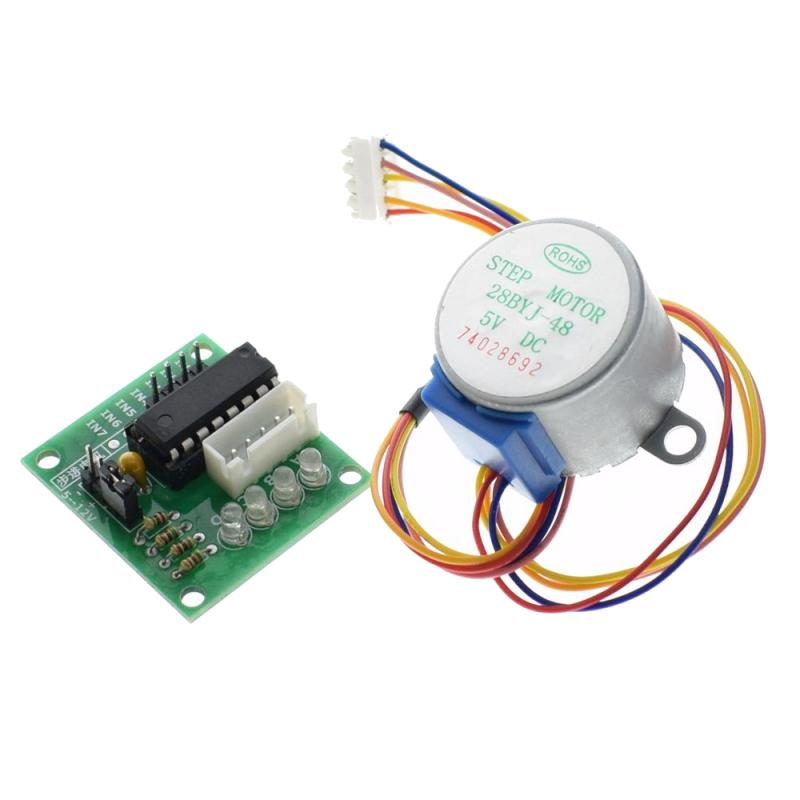 ROHS
STEP MOTOR
28BYJ-48
5V DC
74028692
IN5
IN6
IN7
5--12V